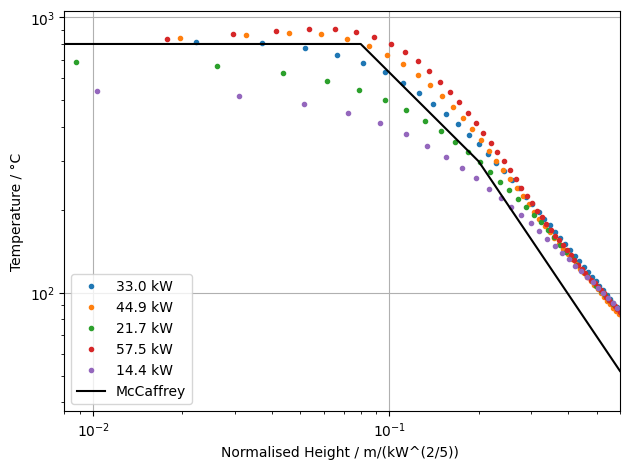 10³
10²
Temperature / °C
33.0 kW
44.9 kW
21.7 kW
57.5 kW
14.4 kW
McCaffrey
10⁻² 10⁻¹
Normalised Height / m/(kW^(2/5))